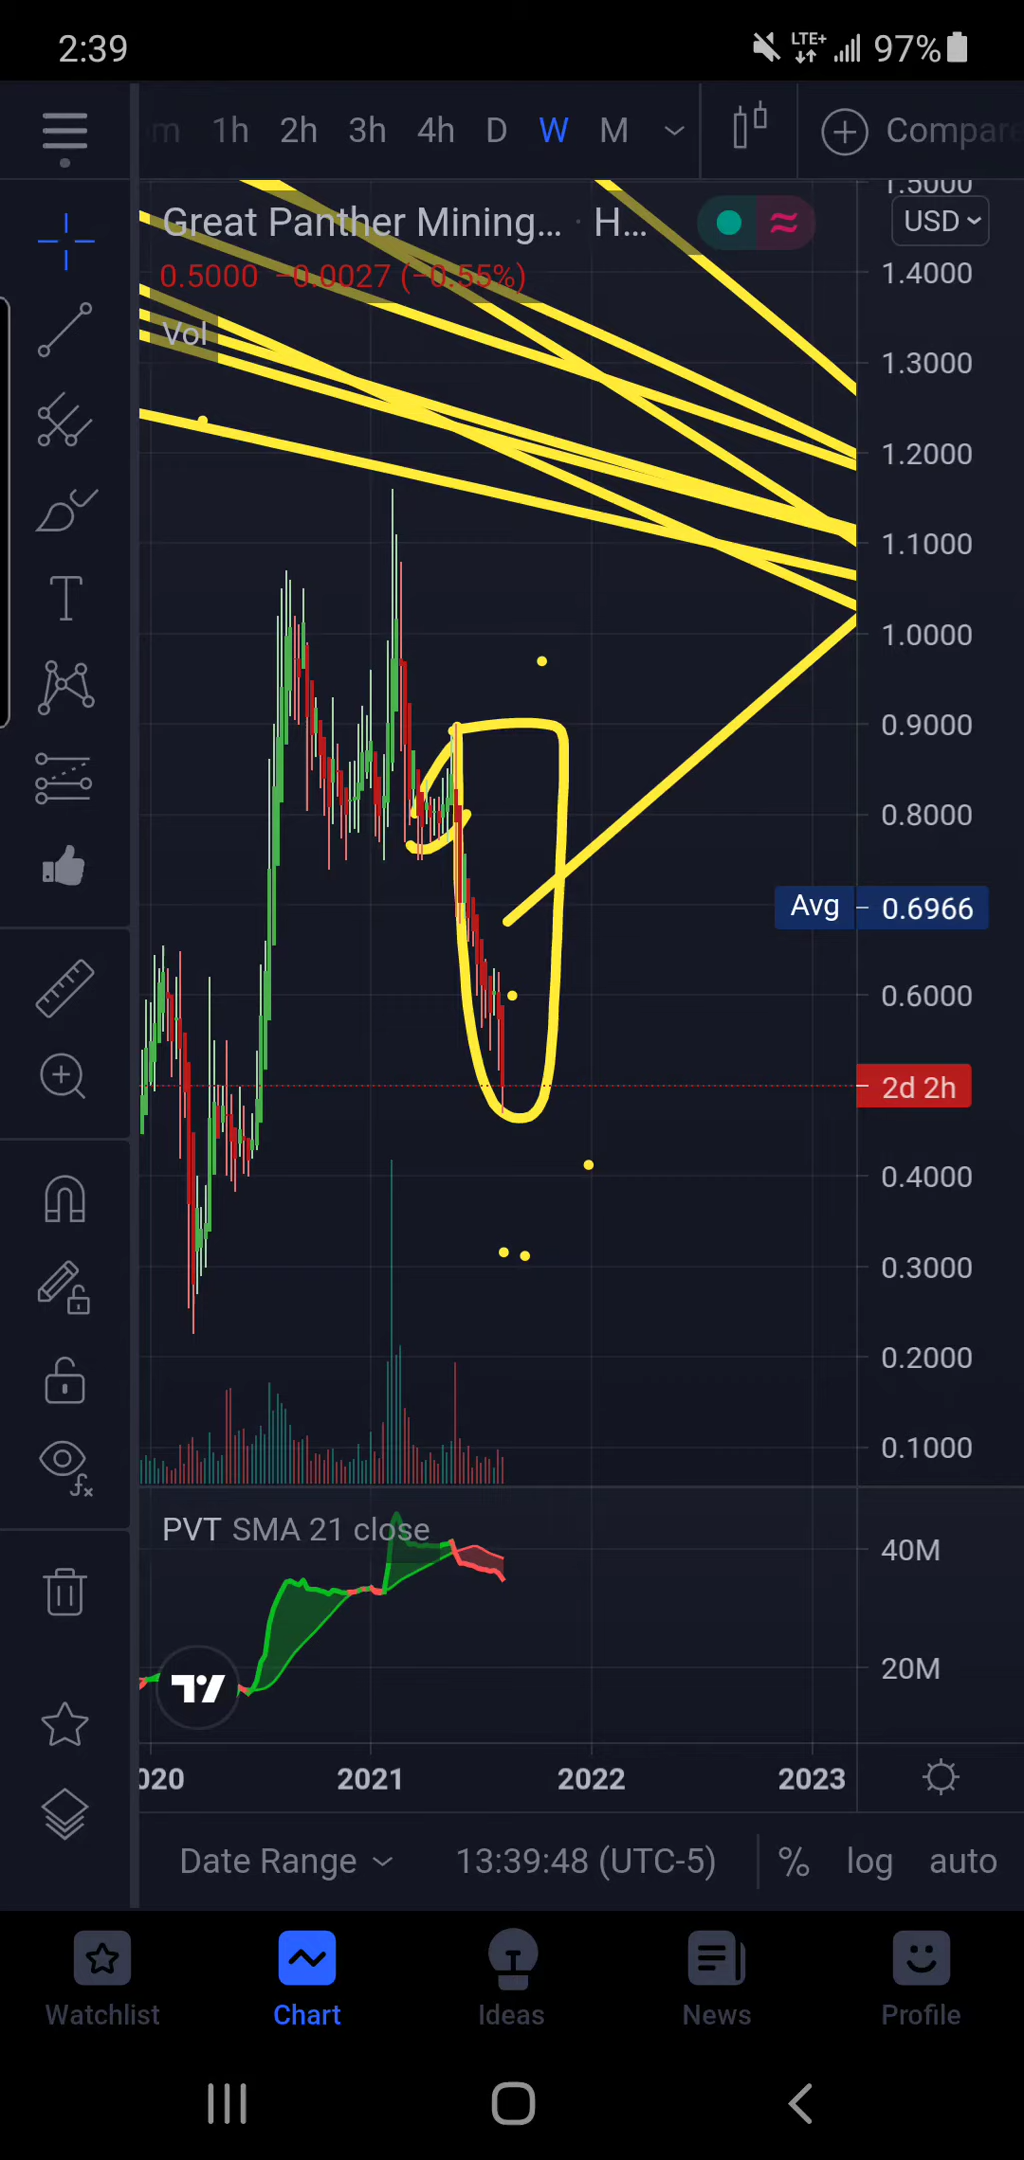 2:39 LTE+ 97%
m 1h 2h 3h 4h D W M Compare
Great Panther Mining... · H...
USD
0.5000 −0.0027 (−0.55%)
Vol
1.5000
1.4000
1.3000
1.2000
1.1000
1.0000
0.9000
0.8000
Avg 0.6966
0.6000
2d 2h
0.4000
0.3000
0.2000
0.1000
PVT SMA 21 close
40M
20M
020 2021 2022 2023
Date Range 13:39:48 (UTC-5) % log auto
Watchlist Chart Ideas News Profile